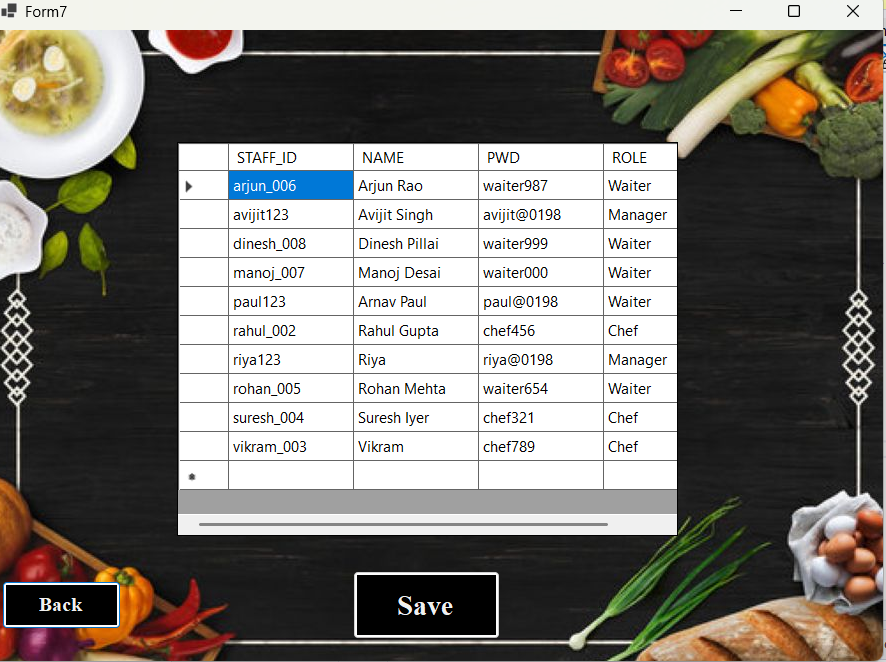 Form7
STAFF_ID NAME PWD ROLE
arjun_006 Arjun Rao waiter987 Waiter
avijit123 Avijit Singh avijit@0198 Manager
dinesh_008 Dinesh Pillai waiter999 Waiter
manoj_007 Manoj Desai waiter000 Waiter
paul123 Arnav Paul paul@0198 Waiter
rahul_002 Rahul Gupta chef456 Chef
riya123 Riya riya@0198 Manager
rohan_005 Rohan Mehta waiter654 Waiter
suresh_004 Suresh Iyer chef321 Chef
vikram_003 Vikram chef789 Chef
Back
Save